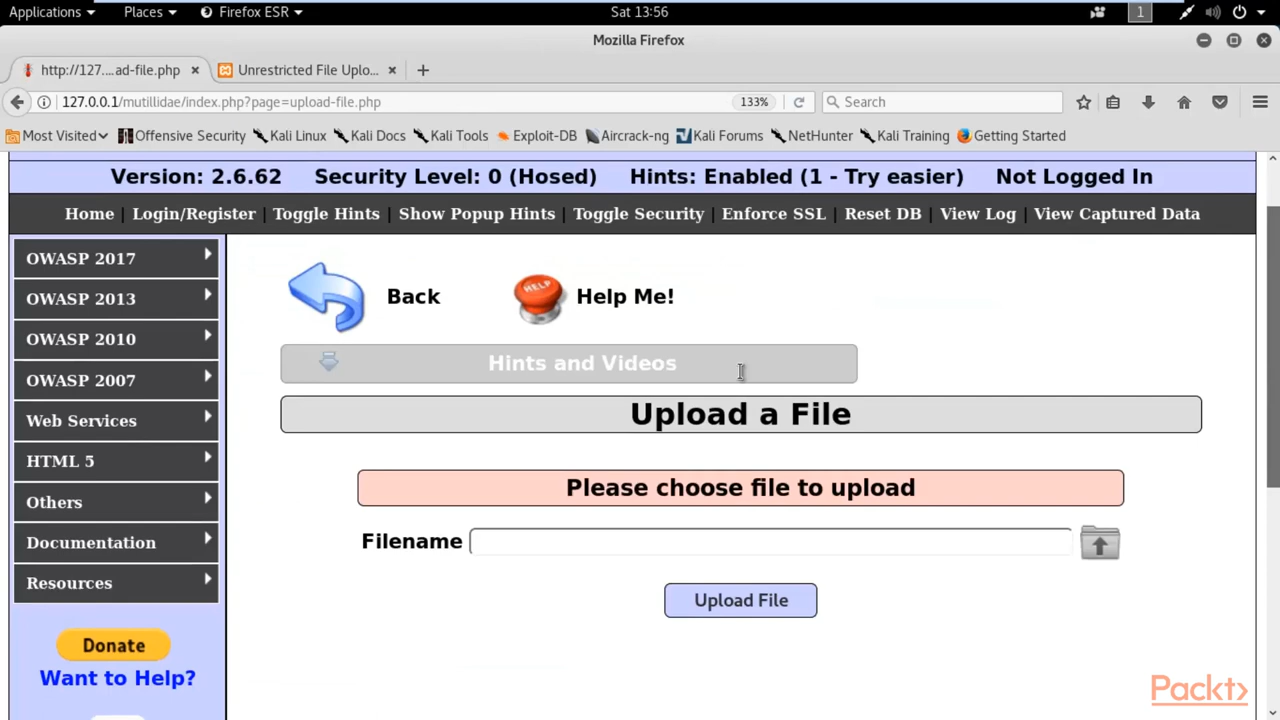 Applications Places Firefox ESR Sat 13:56 1
Mozilla Firefox
http://127....ad-file.php × Unrestricted File Uplo... × +
127.0.0.1/mutillidae/index.php?page=upload-file.php 133% Search
Most Visited Offensive Security Kali Linux Kali Docs Kali Tools Exploit-DB Aircrack-ng Kali Forums NetHunter Kali Training Getting Started
Version: 2.6.62 Security Level: 0 (Hosed) Hints: Enabled (1 - Try easier) Not Logged In
Home | Login/Register | Toggle Hints | Show Popup Hints | Toggle Security | Enforce SSL | Reset DB | View Log | View Captured Data
OWASP 2017
OWASP 2013
OWASP 2010
OWASP 2007
Web Services
HTML 5
Others
Documentation
Resources
Donate
Want to Help?
Back HELP Help Me!
Hints and Videos
Upload a File
Please choose file to upload
Filename
Upload File
Packt>